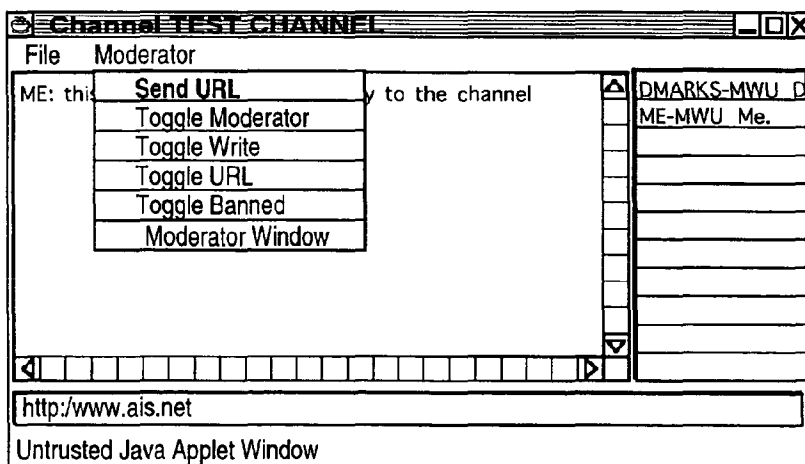 Channel TEST CHANNEL
File Moderator
ME: this y to the channel
Send URL
Toggle Moderator
Toggle Write
Toggle URL
Toggle Banned
Moderator Window
DMARKS-MWU D
ME-MWU Me.
http:/www.ais.net
Untrusted Java Applet Window